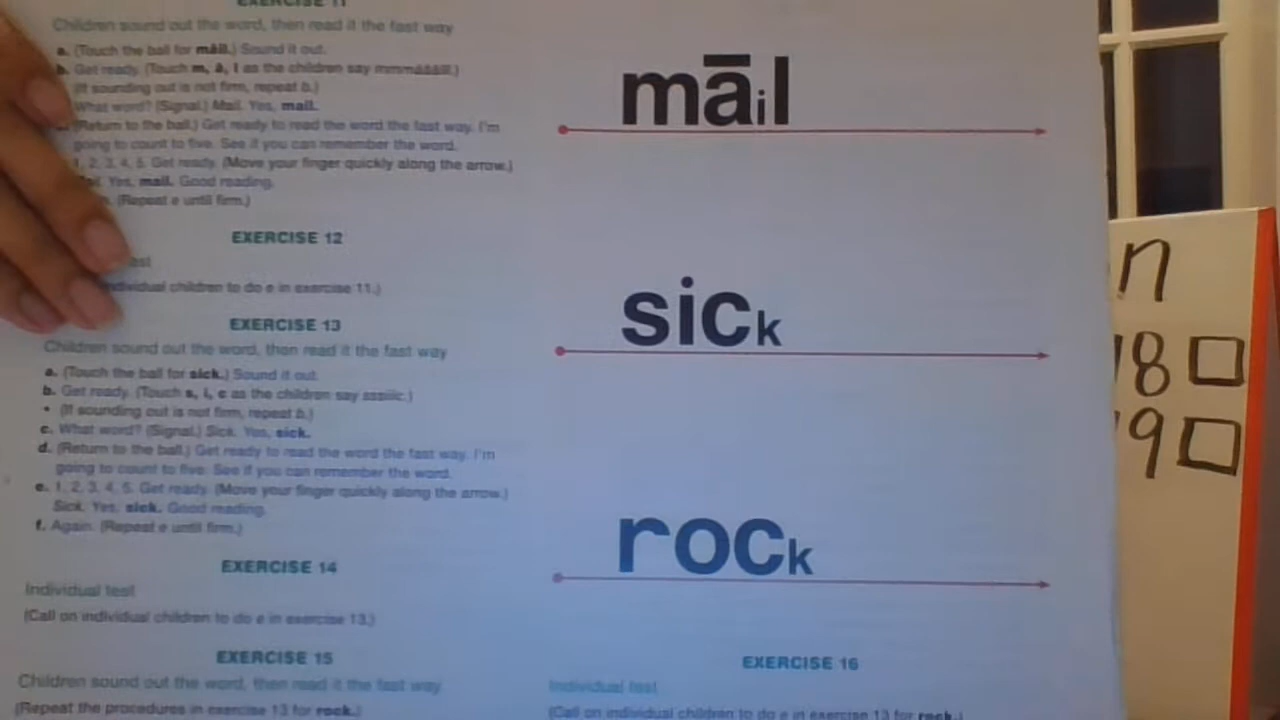 EXERCISE 11
Children sound out the word, then read it the fast way
a. (Touch the ball for māil.) Sound it out.
b. Get ready. (Touch m, ā, l as the children say mmmāāālll.)
(If sounding out is not firm, repeat b.)
What word? (Signal.) Mail. Yes, mail.
(Return to the ball.) Get ready to read the word the fast way. I'm
going to count to five. See if you can remember the word.
1, 2, 3, 4, 5. Get ready. (Move your finger quickly along the arrow.)
Yes, mail. Good reading.
(Repeat e until firm.)
EXERCISE 12
individual children to do e in exercise 11.)
EXERCISE 13
Children sound out the word, then read it the fast way
a. (Touch the ball for sick.) Sound it out.
b. Get ready. (Touch s, i, c as the children say sssiiic.)
• (If sounding out is not firm, repeat b.)
c. What word? (Signal.) Sick. Yes, sick.
d. (Return to the ball.) Get ready to read the word the fast way. I'm
going to count to five. See if you can remember the word.
e. 1, 2, 3, 4, 5. Get ready. (Move your finger quickly along the arrow.)
Sick. Yes, sick. Good reading.
f. Again. (Repeat e until firm.)
EXERCISE 14
Individual test
(Call on individual children to do e in exercise 13.)
EXERCISE 15
Children sound out the word, then read it the fast way
(Repeat the procedures in exercise 13 for rock.)
māil
sick
rock
EXERCISE 16
Individual test
(Call on individual children to do e in exercise 13 for rock.)
n
18
19